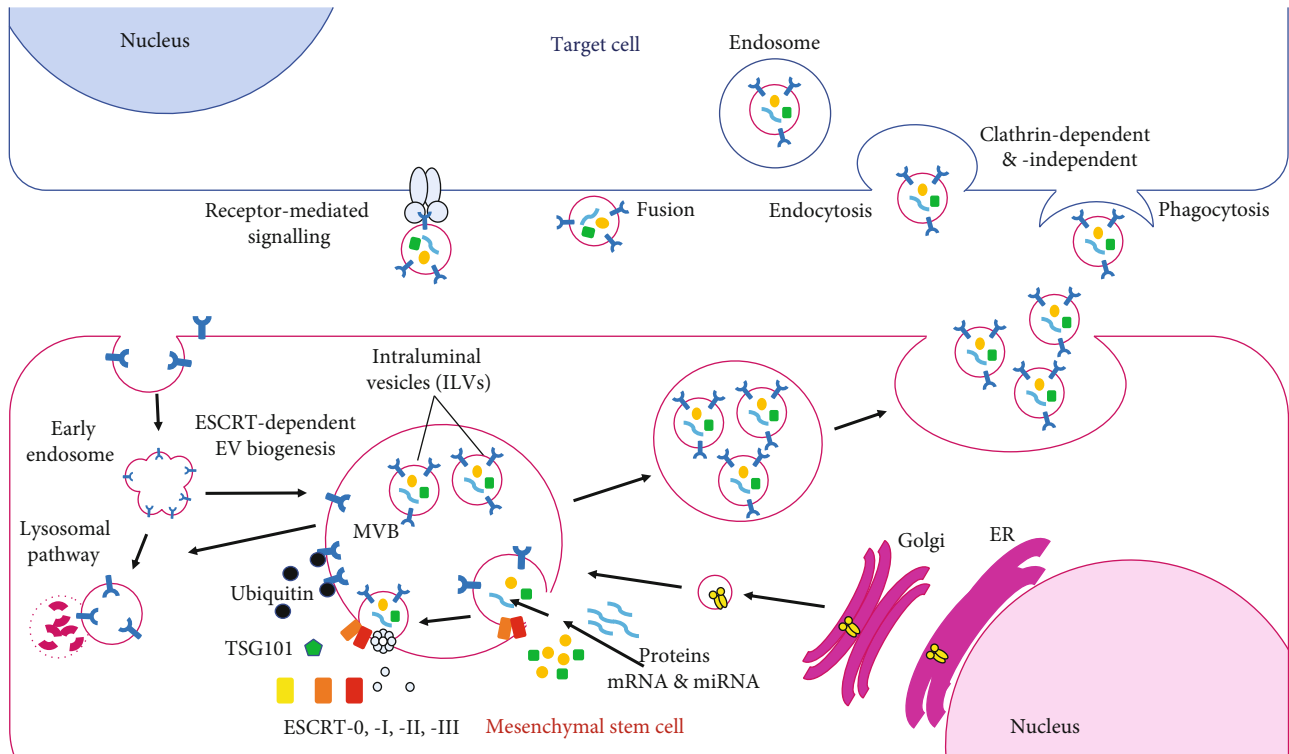 Nucleus
Target cell
Endosome
Clathrin-dependent
& -independent
Receptor-mediated
signalling
Fusion
Endocytosis
Phagocytosis
Intraluminal
vesicles (ILVs)
Early
endosome
ESCRT-dependent
EV biogenesis
Lysosomal
pathway
MVB
Golgi
ER
Ubiquitin
TSG101
Proteins
mRNA & miRNA
ESCRT-0, -I, -II, -III
Mesenchymal stem cell
Nucleus